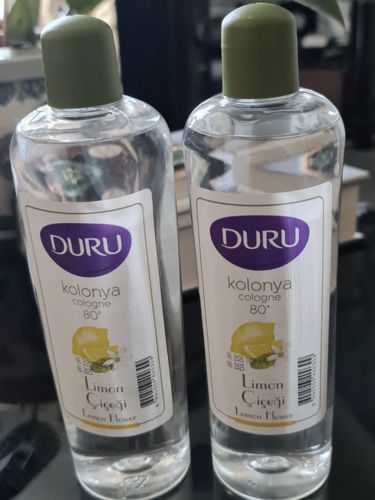 DURU
kolonya
cologne
80°
Limon
Çiçeği
Lemon Flower
DURU
kolonya
cologne
80°
Limon
Çiçeği
Lemon Flower